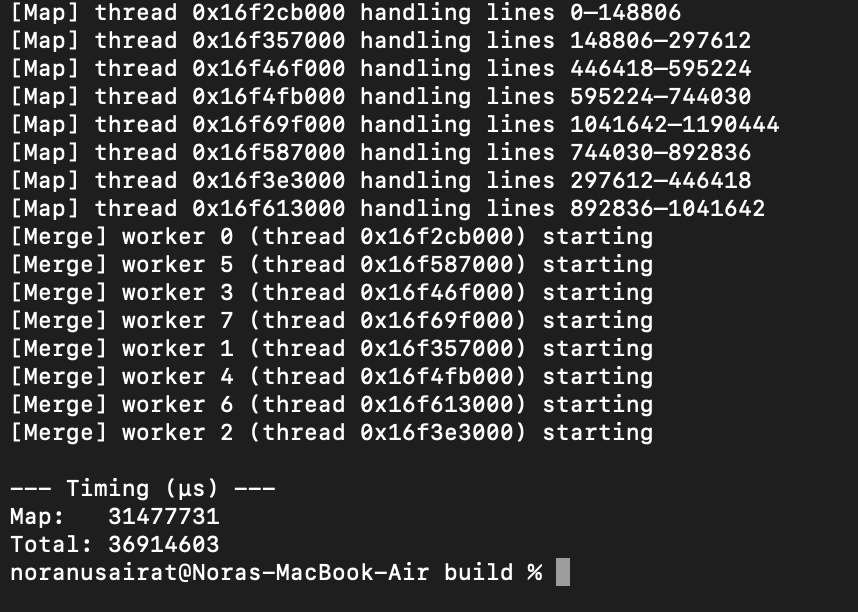 [Map] thread 0x16f2cb000 handling lines 0–148806
[Map] thread 0x16f357000 handling lines 148806–297612
[Map] thread 0x16f46f000 handling lines 446418–595224
[Map] thread 0x16f4fb000 handling lines 595224–744030
[Map] thread 0x16f69f000 handling lines 1041642–1190444
[Map] thread 0x16f587000 handling lines 744030–892836
[Map] thread 0x16f3e3000 handling lines 297612–446418
[Map] thread 0x16f613000 handling lines 892836–1041642
[Merge] worker 0 (thread 0x16f2cb000) starting
[Merge] worker 5 (thread 0x16f587000) starting
[Merge] worker 3 (thread 0x16f46f000) starting
[Merge] worker 7 (thread 0x16f69f000) starting
[Merge] worker 1 (thread 0x16f357000) starting
[Merge] worker 4 (thread 0x16f4fb000) starting
[Merge] worker 6 (thread 0x16f613000) starting
[Merge] worker 2 (thread 0x16f3e3000) starting
--- Timing (µs) ---
Map:   31477731
Total: 36914603
noranusairat@Noras-MacBook-Air build %